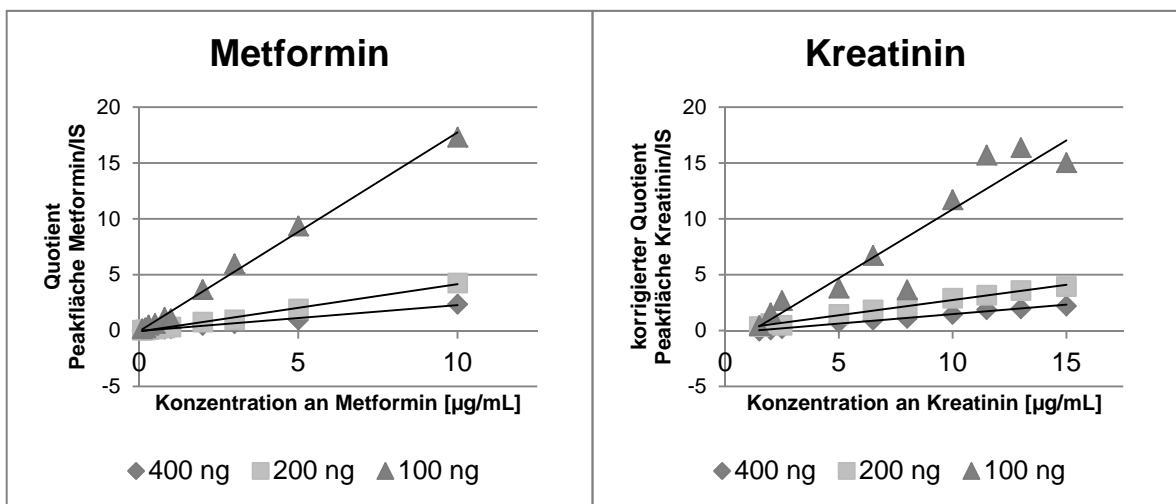 Metformin
Quotient
Peakfläche Metformin/IS
20
15
10
5
0
-5
0
5
10
Konzentration an Metformin [µg/mL]
400 ng
200 ng
100 ng
Kreatinin
korrigierter Quotient
Peakfläche Kreatinin/IS
20
15
10
5
0
-5
0
5
10
15
Konzentration an Kreatinin [µg/mL]
400 ng
200 ng
100 ng